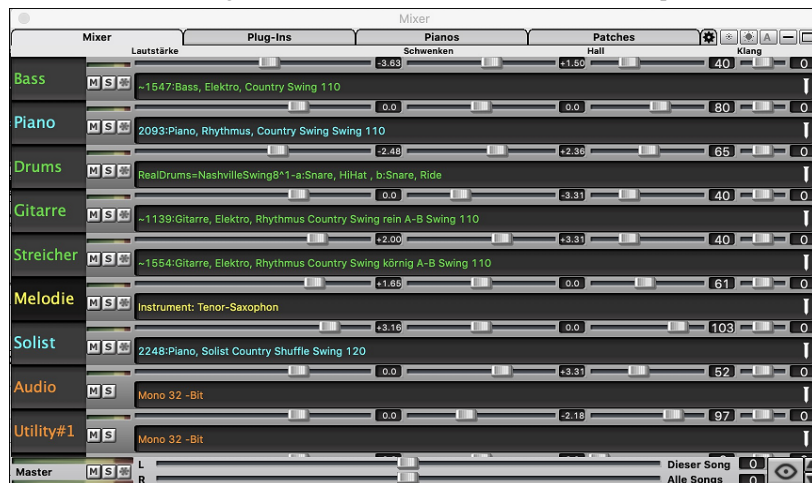 Mixer
Mixer Plug-Ins Pianos Patches A
Lautstärke Schwenken Hall Klang
Bass M S -3.63 +1.50 40 0
~1547:Bass, Elektro, Country Swing 110
Piano M S 0.0 0.0 80 0
2093:Piano, Rhythmus, Country Swing Swing 110
Drums M S -2.48 +2.36 65 0
RealDrums=NashvilleSwing8^1-a:Snare, HiHat , b:Snare, Ride
Gitarre M S 0.0 -3.31 40 0
~1139:Gitarre, Elektro, Rhythmus Country Swing rein A-B Swing 110
Streicher M S +2.00 +3.31 40 0
~1554:Gitarre, Elektro, Rhythmus Country Swing körnig A-B Swing 110
Melodie M S +1.65 0.0 61 0
Instrument: Tenor-Saxophon
Solist M S +3.16 0.0 103 0
2248:Piano, Solist Country Shuffle Swing 120
Audio M S 0.0 +3.31 52 0
Mono 32 -Bit
Utility#1 M S 0.0 -2.18 97 0
Mono 32 -Bit
Master M S L Dieser Song 0
R Alle Songs 0